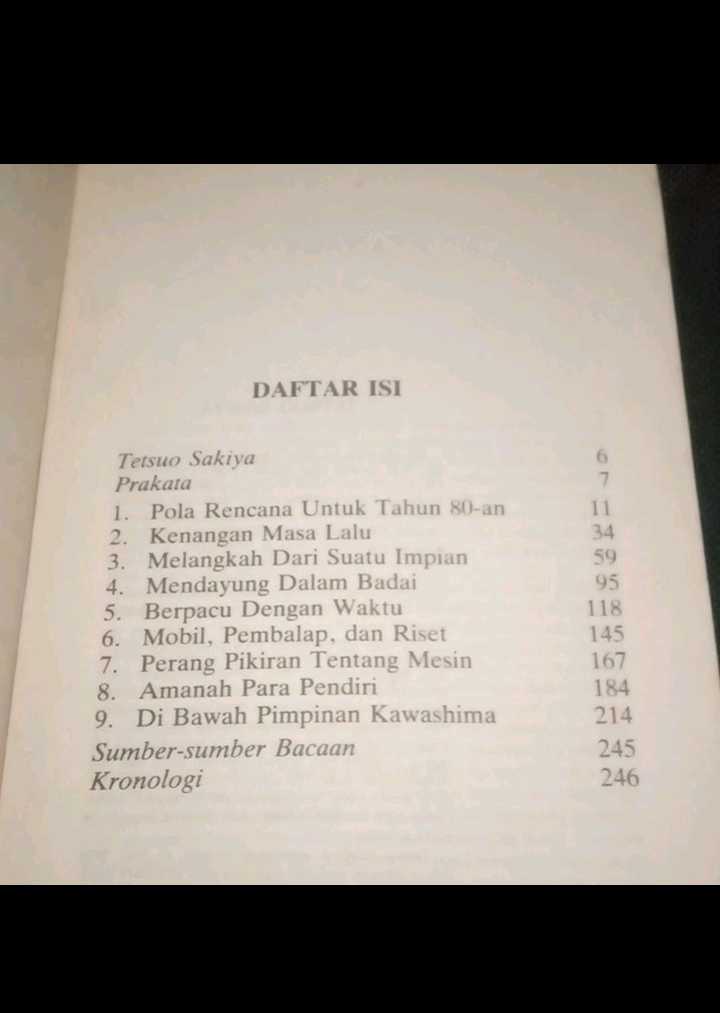 DAFTAR ISI
Tetsuo Sakiya 6
Prakata 7
1. Pola Rencana Untuk Tahun 80-an 11
2. Kenangan Masa Lalu 34
3. Melangkah Dari Suatu Impian 59
4. Mendayung Dalam Badai 95
5. Berpacu Dengan Waktu 118
6. Mobil, Pembalap, dan Riset 145
7. Perang Pikiran Tentang Mesin 167
8. Amanah Para Pendiri 184
9. Di Bawah Pimpinan Kawashima 214
Sumber-sumber Bacaan 245
Kronologi 246